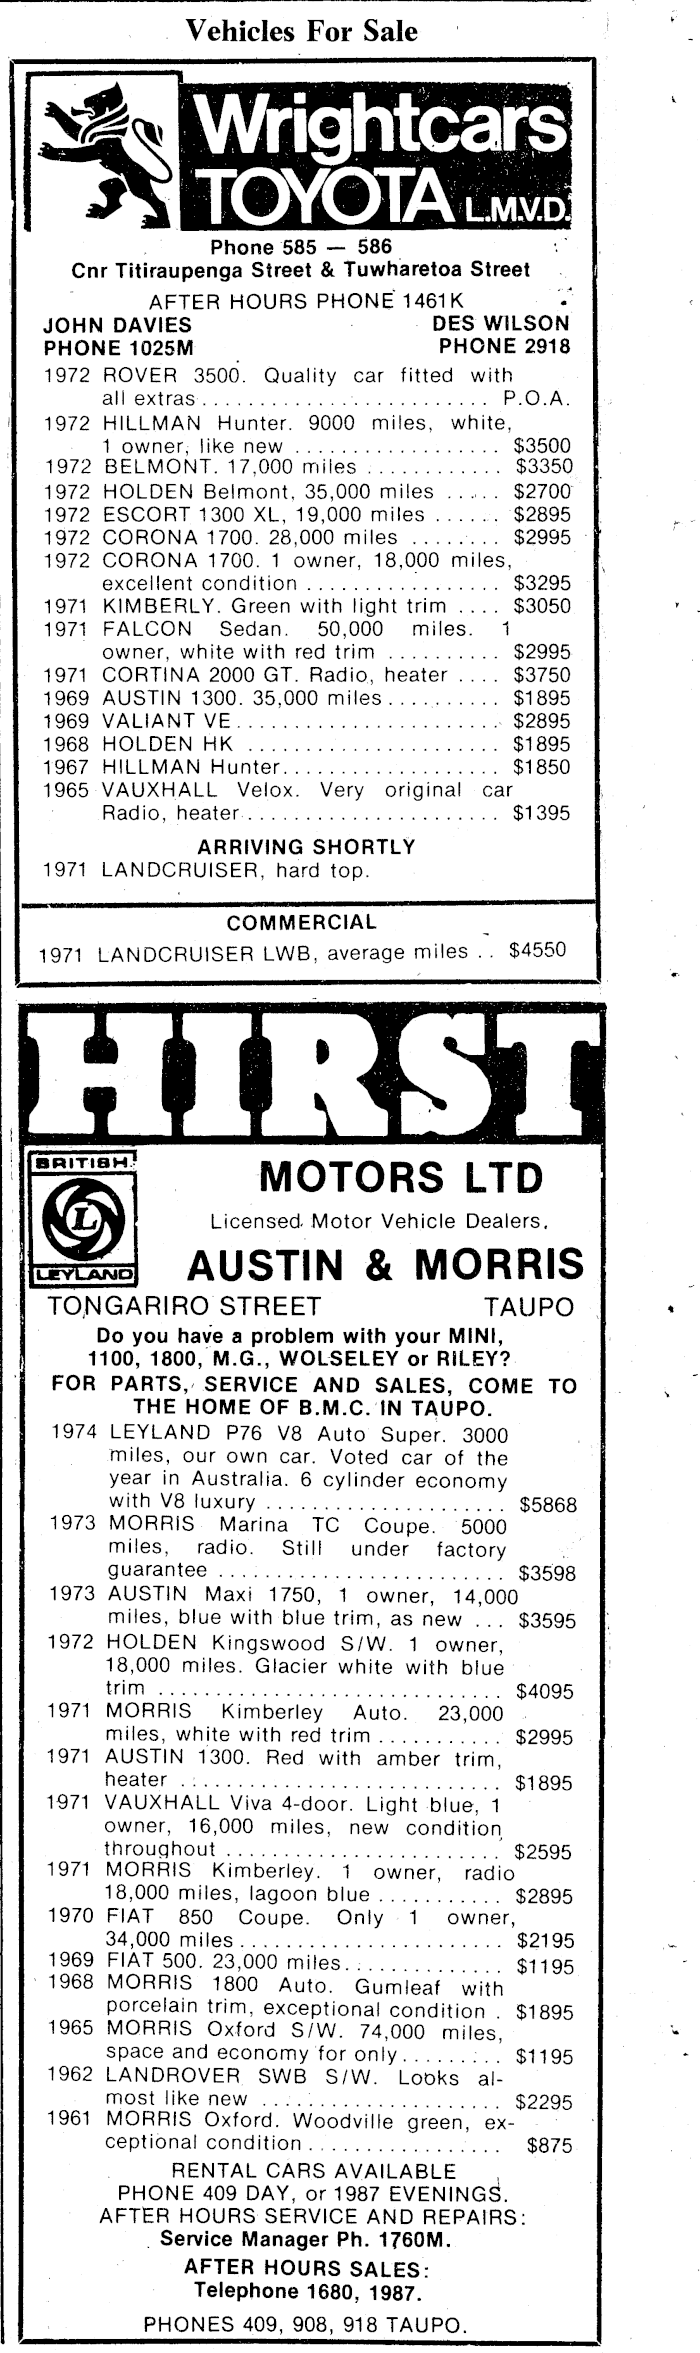 Vehicles For Sale
Wrightcars
TOYOTA L.M.V.D.
Phone 585 — 586
Cnr Titiraupenga Street & Tuwharetoa Street
AFTER HOURS PHONE 1461K
JOHN DAVIES DES WILSON
PHONE 1025M PHONE 2918
1972 ROVER 3500. Quality car fitted with
all extras . . . . . . . . . . . . . . . . . . . . . . . . . P.O.A.
1972 HILLMAN Hunter. 9000 miles, white,
1 owner, like new . . . . . . . . . . . . . . . . . . $3500
1972 BELMONT. 17,000 miles . . . . . . . . . . . . $3350
1972 HOLDEN Belmont, 35,000 miles . . . . . $2700
1972 ESCORT 1300 XL, 19,000 miles . . . . . . $2895
1972 CORONA 1700. 28,000 miles . . . . . . . . $2995
1972 CORONA 1700. 1 owner, 18,000 miles,
excellent condition . . . . . . . . . . . . . . . . . $3295
1971 KIMBERLY. Green with light trim . . . . $3050
1971 FALCON Sedan. 50,000 miles. 1
owner, white with red trim . . . . . . . . . . $2995
1971 CORTINA 2000 GT. Radio, heater . . . . $3750
1969 AUSTIN 1300. 35,000 miles . . . . . . . . . . $1895
1969 VALIANT VE . . . . . . . . . . . . . . . . . . . . . . . $2895
1968 HOLDEN HK . . . . . . . . . . . . . . . . . . . . . . $1895
1967 HILLMAN Hunter . . . . . . . . . . . . . . . . . . . $1850
1965 VAUXHALL Velox. Very original car
Radio, heater . . . . . . . . . . . . . . . . . . . . . . $1395
ARRIVING SHORTLY
1971 LANDCRUISER, hard top.
COMMERCIAL
1971 LANDCRUISER LWB, average miles . . $4550
HIRST
BRITISH
L
LEYLAND
MOTORS LTD
Licensed Motor Vehicle Dealers.
AUSTIN & MORRIS
TONGARIRO STREET TAUPO
Do you have a problem with your MINI,
1100, 1800, M.G., WOLSELEY or RILEY?
FOR PARTS, SERVICE AND SALES, COME TO
THE HOME OF B.M.C. IN TAUPO.
1974 LEYLAND P76 V8 Auto Super. 3000
miles, our own car. Voted car of the
year in Australia. 6 cylinder economy
with V8 luxury . . . . . . . . . . . . . . . . . . . . . $5868
1973 MORRIS Marina TC Coupe. 5000
miles, radio. Still under factory
guarantee . . . . . . . . . . . . . . . . . . . . . . . . . $3598
1973 AUSTIN Maxi 1750, 1 owner, 14,000
miles, blue with blue trim, as new . . . $3595
1972 HOLDEN Kingswood S/W. 1 owner,
18,000 miles. Glacier white with blue
trim . . . . . . . . . . . . . . . . . . . . . . . . . . . . . . $4095
1971 MORRIS Kimberley Auto. 23,000
miles, white with red trim . . . . . . . . . . . $2995
1971 AUSTIN 1300. Red with amber trim,
heater . . . . . . . . . . . . . . . . . . . . . . . . . . . . $1895
1971 VAUXHALL Viva 4-door. Light blue, 1
owner, 16,000 miles, new condition
throughout . . . . . . . . . . . . . . . . . . . . . . . . $2595
1971 MORRIS Kimberley. 1 owner, radio
18,000 miles, lagoon blue . . . . . . . . . . . $2895
1970 FIAT 850 Coupe. Only 1 owner,
34,000 miles . . . . . . . . . . . . . . . . . . . . . . . $2195
1969 FIAT 500. 23,000 miles . . . . . . . . . . . . . . $1195
1968 MORRIS 1800 Auto. Gumleaf with
porcelain trim, exceptional condition . $1895
1965 MORRIS Oxford S/W. 74,000 miles,
space and economy for only . . . . . . . . . $1195
1962 LANDROVER SWB S/W. Looks al-
most like new . . . . . . . . . . . . . . . . . . . . . $2295
1961 MORRIS Oxford. Woodville green, ex-
ceptional condition . . . . . . . . . . . . . . . . . $875
RENTAL CARS AVAILABLE
PHONE 409 DAY, or 1987 EVENINGS.
AFTER HOURS SERVICE AND REPAIRS:
Service Manager Ph. 1760M.
AFTER HOURS SALES:
Telephone 1680, 1987.
PHONES 409, 908, 918 TAUPO.